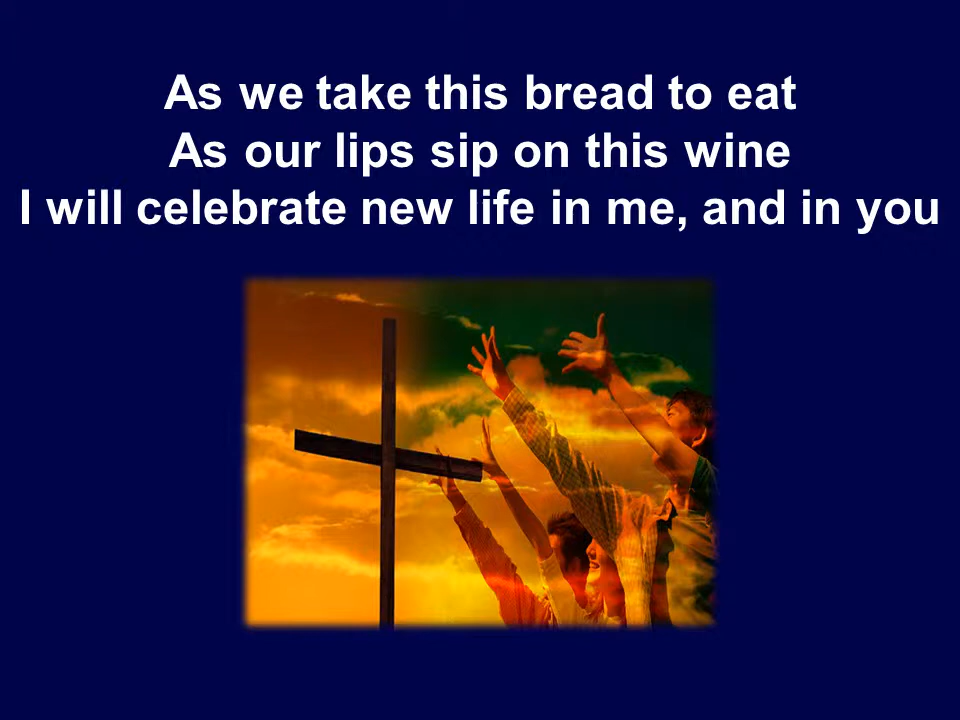 As we take this bread to eat
As our lips sip on this wine
I will celebrate new life in me, and in you